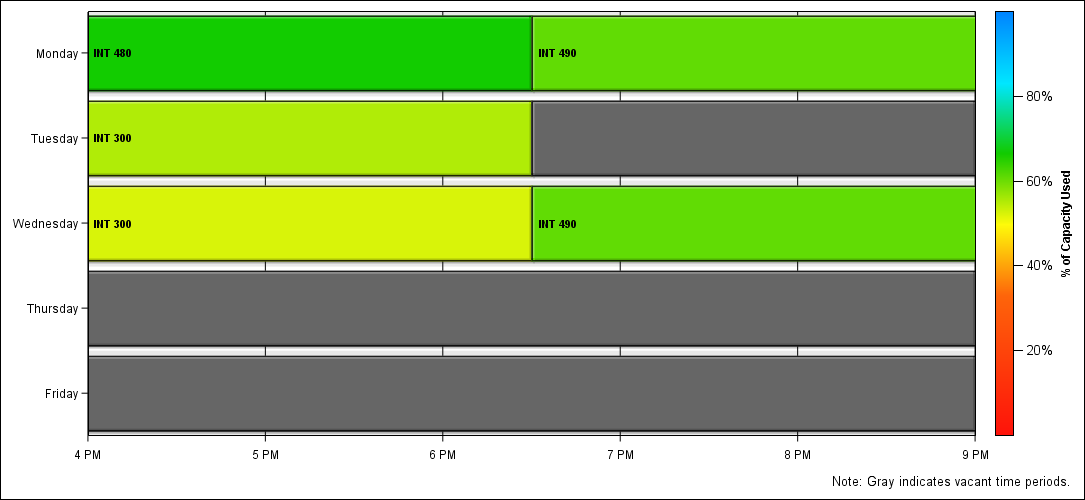 Monday
INT 480
INT 490
80%
Tuesday
INT 300
60%
% of Capacity Used
Wednesday
INT 300
INT 490
40%
Thursday
20%
Friday
4 PM
5 PM
6 PM
7 PM
8 PM
9 PM
Note: Gray indicates vacant time periods.